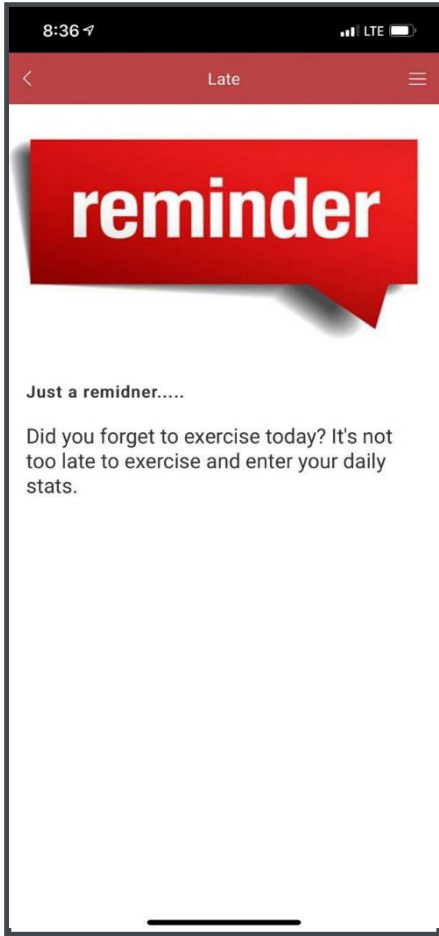 8:36 LTE
Late
reminder
Just a remidner.....
Did you forget to exercise today? It's not
too late to exercise and enter your daily
stats.